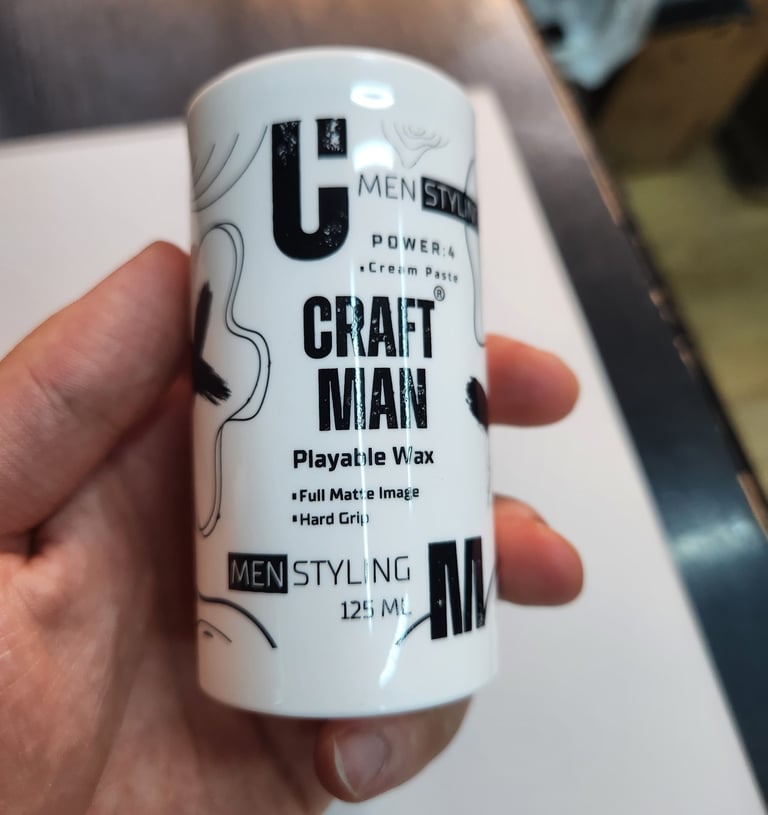 C
MEN STYLIN
POWER:4
▪Cream Paste
CRAFT®
MAN
Playable Wax
▪Full Matte Image
▪Hard Grip
MEN STYLING
125 ML
M